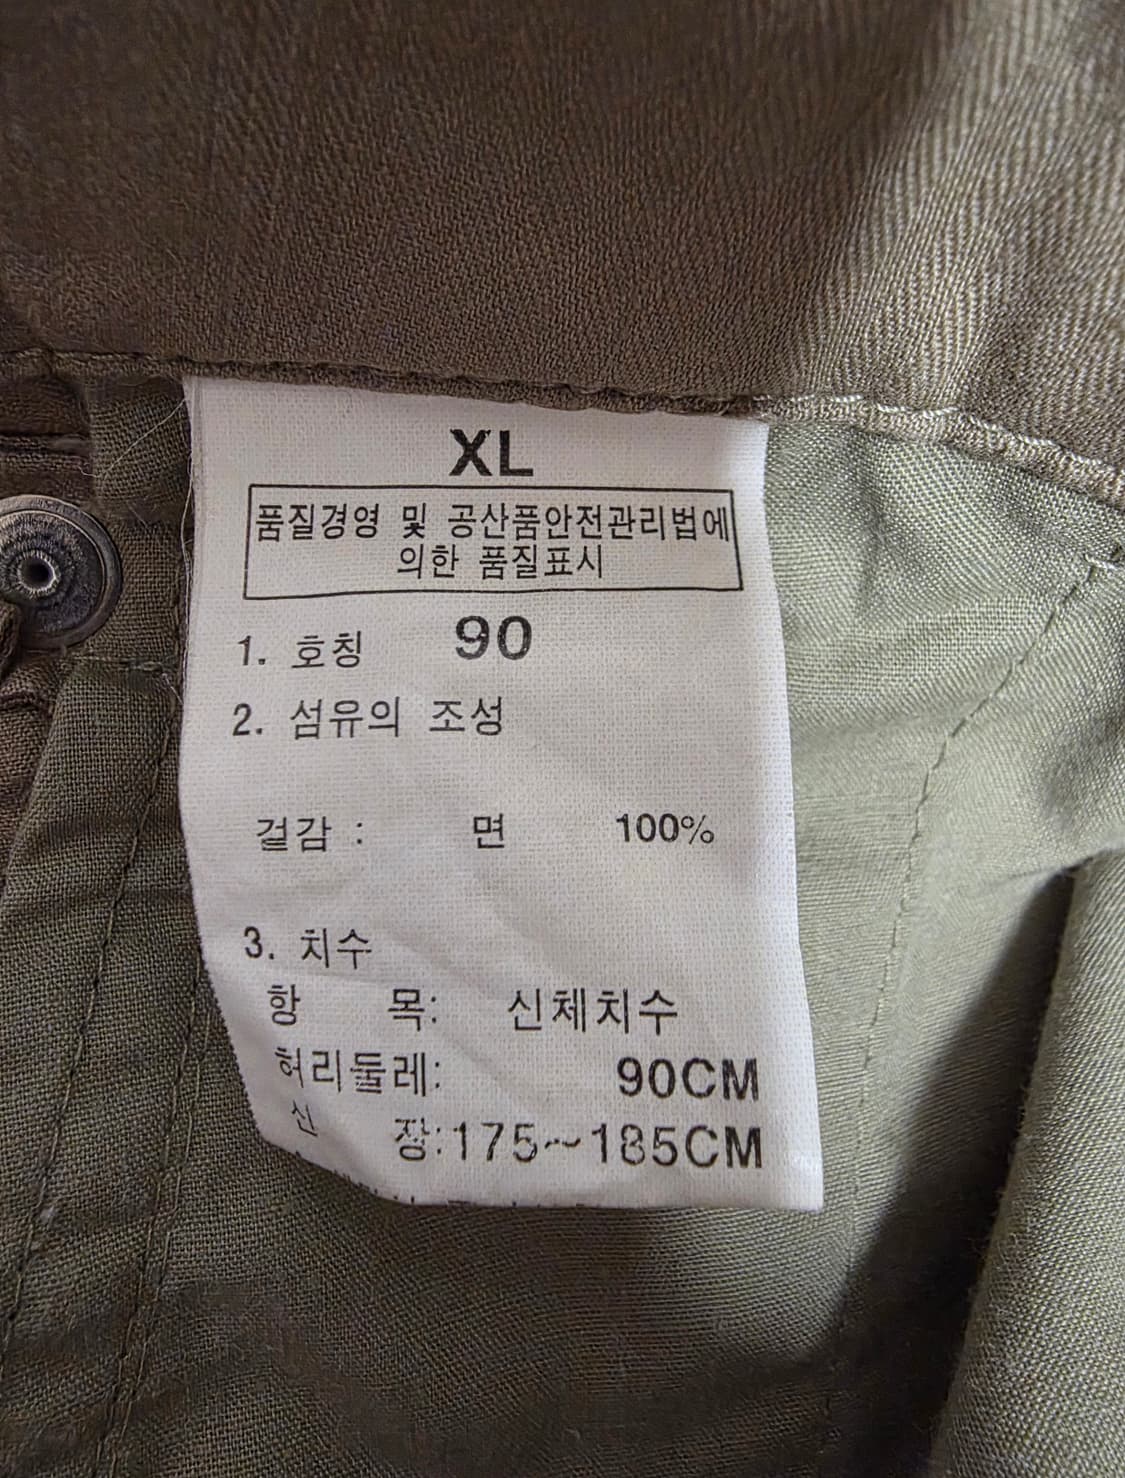 XL
품질경영 및 공산품안전관리법에
의한 품질표시
1. 호칭 90
2. 섬유의 조성
걸감 : 면 100%
3. 치수
항 목: 신체치수
허리둘레: 90CM
신 장:175~185CM